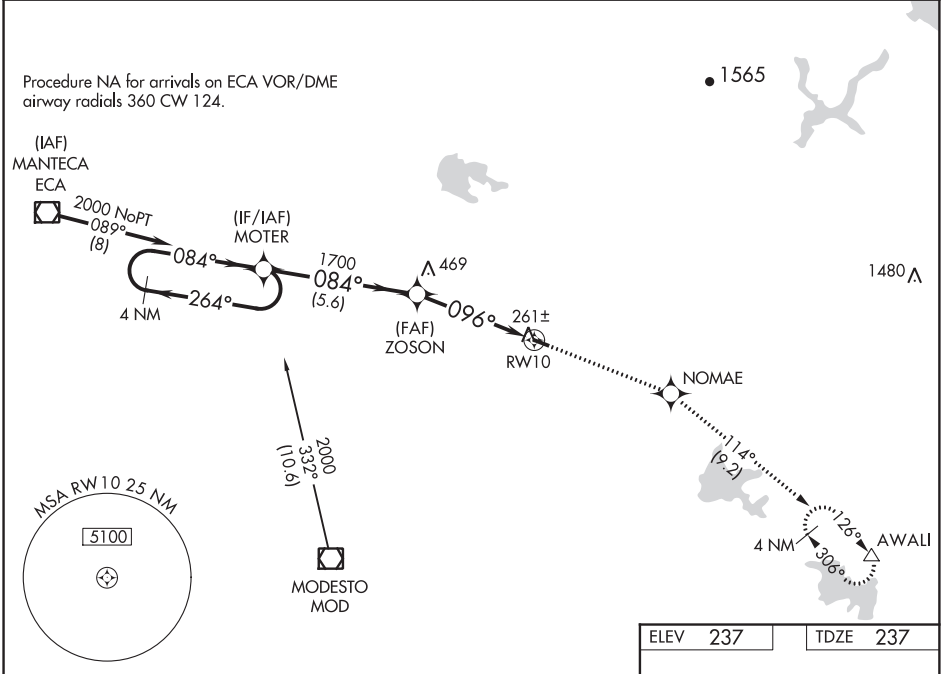 Procedure NA for arrivals on ECA VOR/DME
airway radials 360 CW 124.
1565
(IAF)
MANTECA
ECA
2000 NoPT
089°
(8)
(IF/IAF)
MOTER
084°
264°
4 NM
1700
084°
(5.6)
469
(FAF)
ZOSON
096°
261±
RW10
1480
NOMAE
114°
(9.2)
4 NM
126°
306°
AWALI
2000
332°
(10.6)
MODESTO
MOD
MSA RW10 25 NM
5100
ELEV 237
TDZE 237